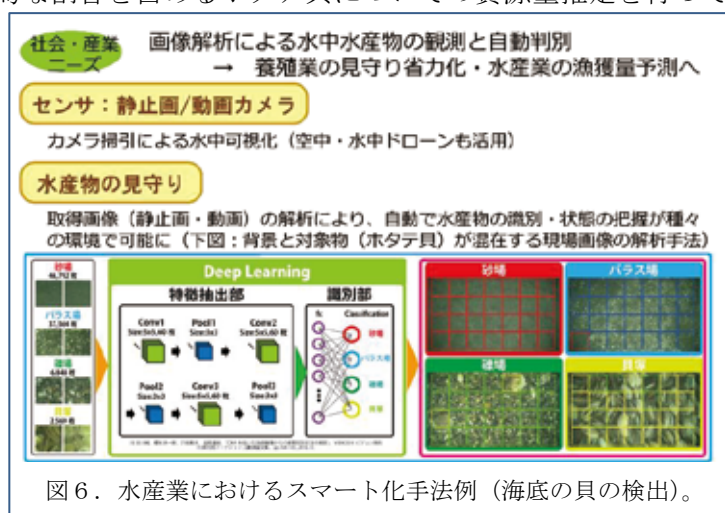 社会・産業
ニーズ
画像解析による水中水産物の観測と自動判別
→ 養殖業の見守り省力化・水産業の漁獲量予測へ
センサ：静止画/動画カメラ
カメラ掃引による水中可視化（空中・水中ドローンも活用）
水産物の見守り
取得画像（静止画・動画）の解析により、自動で水産物の識別・状態の把握が種々
の環境で可能に（下図：背景と対象物（ホタテ貝）が混在する現場画像の解析手法）
砂場
バラス場
礫場
貝塚
Deep Learning
特徴抽出部
識別部
Conv1
Pool1
Conv2
Pool2
Conv3
Pool3
fc
Classification
砂場
バラス場
礫場
貝塚
砂場
バラス場
礫場
貝塚
図６．水産業におけるスマート化手法例（海底の貝の検出）。